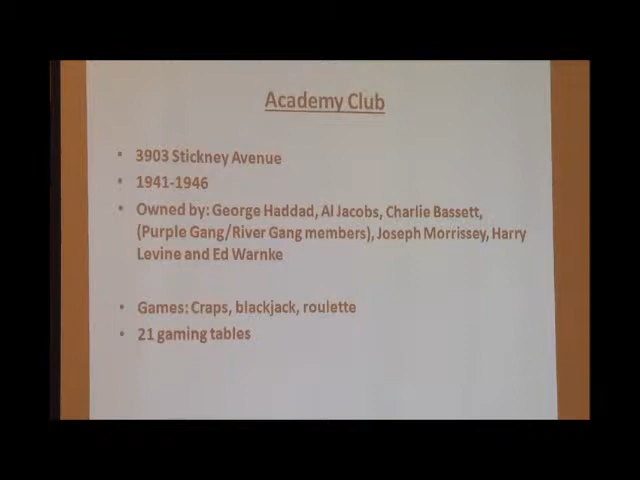 Academy Club
• 3903 Stickney Avenue
• 1941-1946
• Owned by: George Haddad, Al Jacobs, Charlie Bassett,
(Purple Gang/River Gang members), Joseph Morrissey, Harry
Levine and Ed Warnke
• Games: Craps, blackjack, roulette
• 21 gaming tables